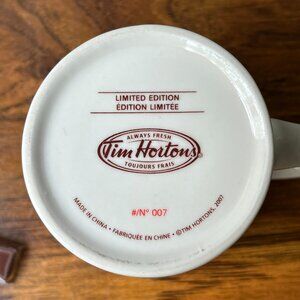 LIMITED EDITION
ÉDITION LIMITÉE
ALWAYS FRESH
Tim Hortons
TOUJOURS FRAIS
#/Nº 007
MADE IN CHINA • FABRIQUÉE EN CHINE • ©TIM HORTONS, 2007